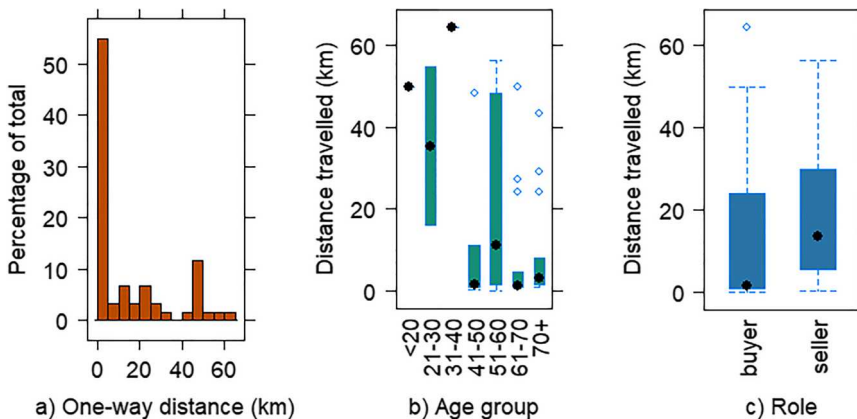 Percentage of total
50
40
30
20
10
0
0 20 40 60
a) One-way distance (km)
Distance travelled (km)
60
40
20
0
<20
21-30
31-40
41-50
51-60
61-70
70+
b) Age group
Distance travelled (km)
60
40
20
0
buyer
seller
c) Role